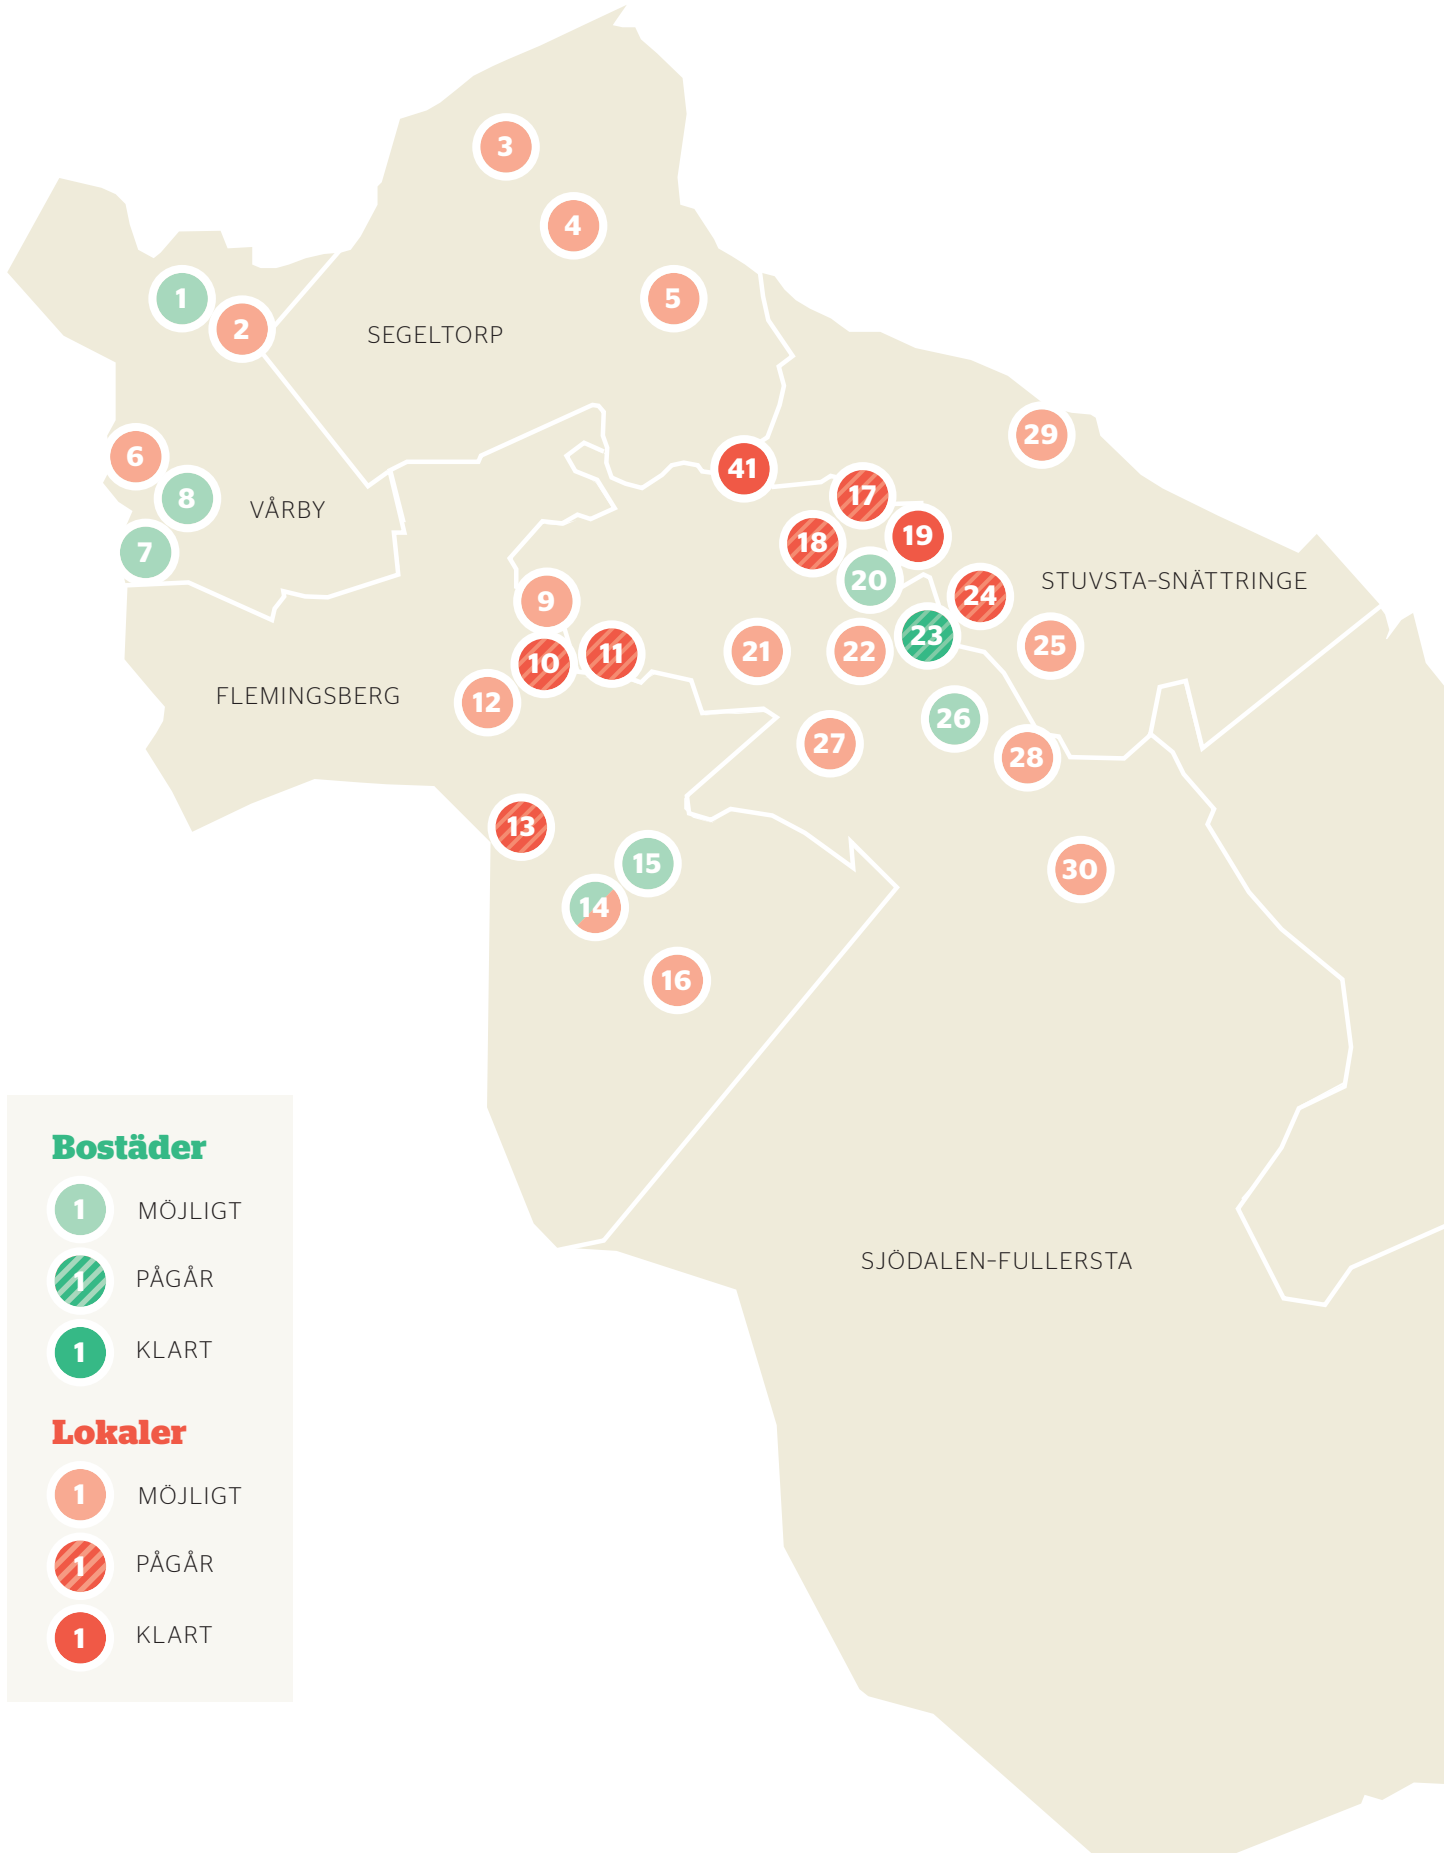 3
4
1
5
2
SEGELTORP
29
6
41
8
17
VÅRBY
19
18
7
20
STUVSTA-SNÄTTRINGE
24
9
23
25
21
22
11
10
FLEMINGSBERG
12
26
27
28
13
15
30
14
16
Bostäder
1 MÖJLIGT
1 PÅGÅR
1 KLART
SJÖDALEN-FULLERSTA
Lokaler
1 MÖJLIGT
1 PÅGÅR
1 KLART